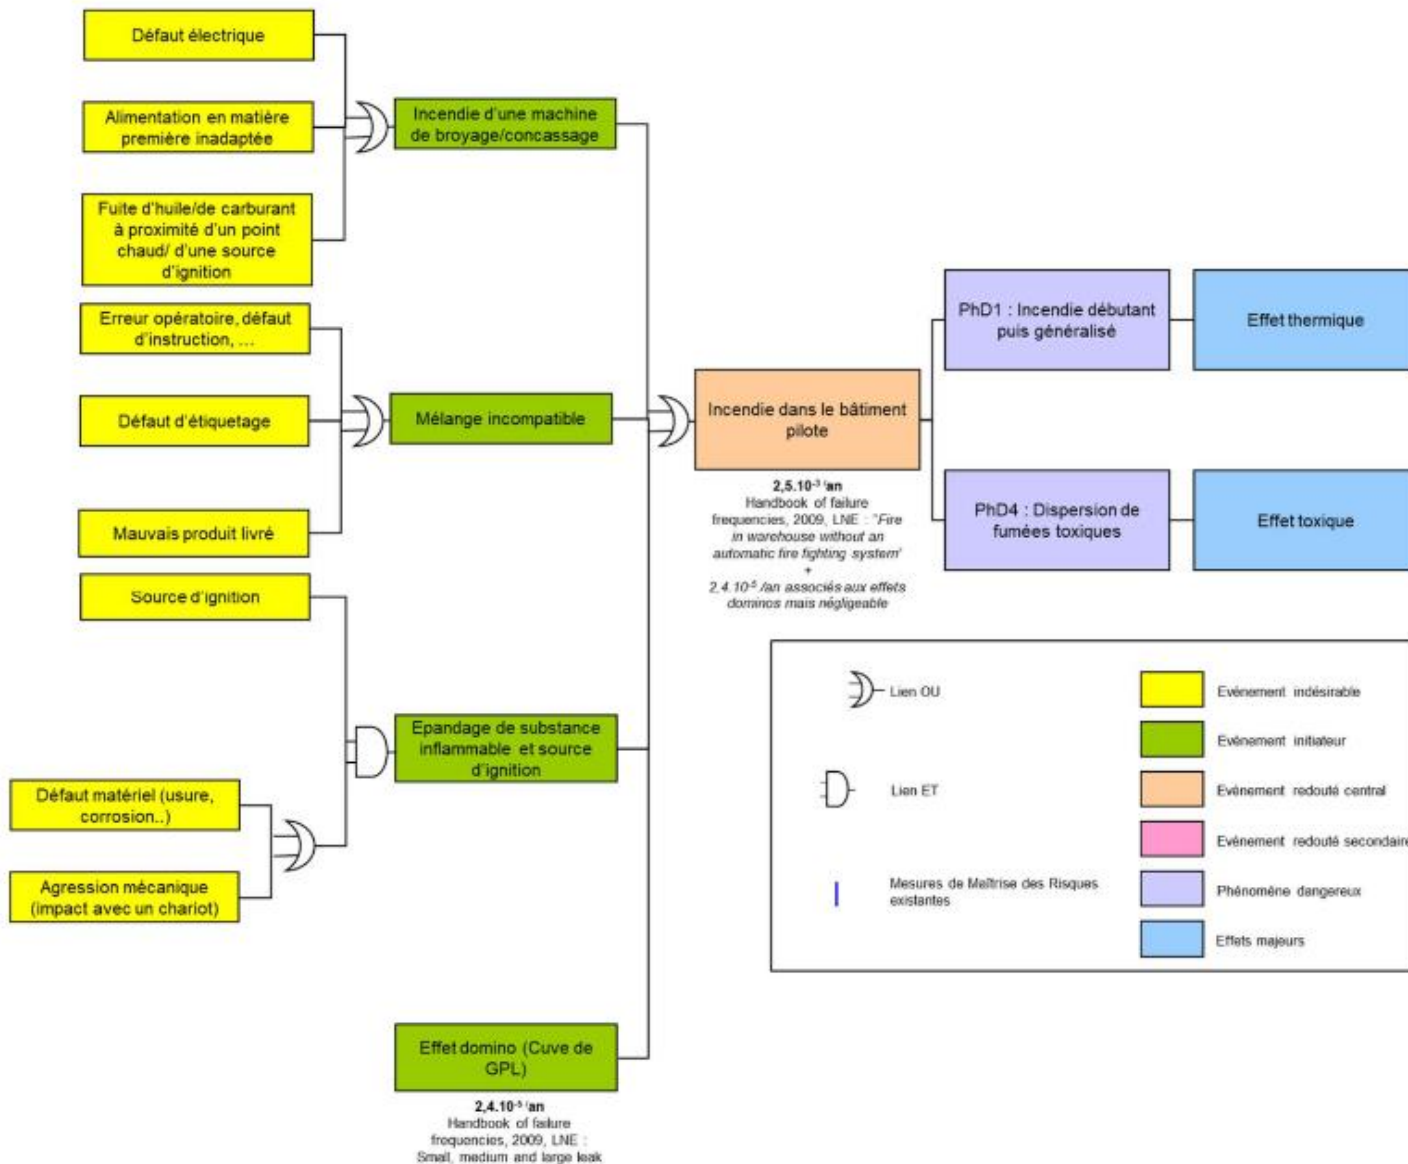 Défaut électrique
Alimentation en matière
première inadaptée
Fuite d'huile/de carburant
à proximité d'un point
chaud/ d'une source
d'ignition
Incendie d'une machine
de broyage/concassage
Erreur opératoire, défaut
d'instruction, ...
Défaut d'étiquetage
Mauvais produit livré
Mélange incompatible
Source d'ignition
Défaut matériel (usure,
corrosion..)
Agression mécanique
(impact avec un chariot)
Epandage de substance
inflammable et source
d'ignition
Effet domino (Cuve de
GPL)
2,4.10⁻⁵ /an
Handbook of failure
frequencies, 2009, LNE :
Small, medium and large leak
Incendie dans le bâtiment
pilote
2,5.10⁻³ /an
Handbook of failure
frequencies, 2009, LNE : "Fire
in warehouse without an
automatic fire fighting system'
+
2,4.10⁻⁵ /an associés aux effets
dominos mais négligeable
PhD1 : Incendie débutant
puis généralisé
Effet thermique
PhD4 : Dispersion de
fumées toxiques
Effet toxique
Lien OU
Lien ET
Mesures de Maîtrise des Risques
existantes
Evénement indésirable
Evénement initiateur
Evénement redouté central
Evénement redouté secondaire
Phénomène dangereux
Effets majeurs